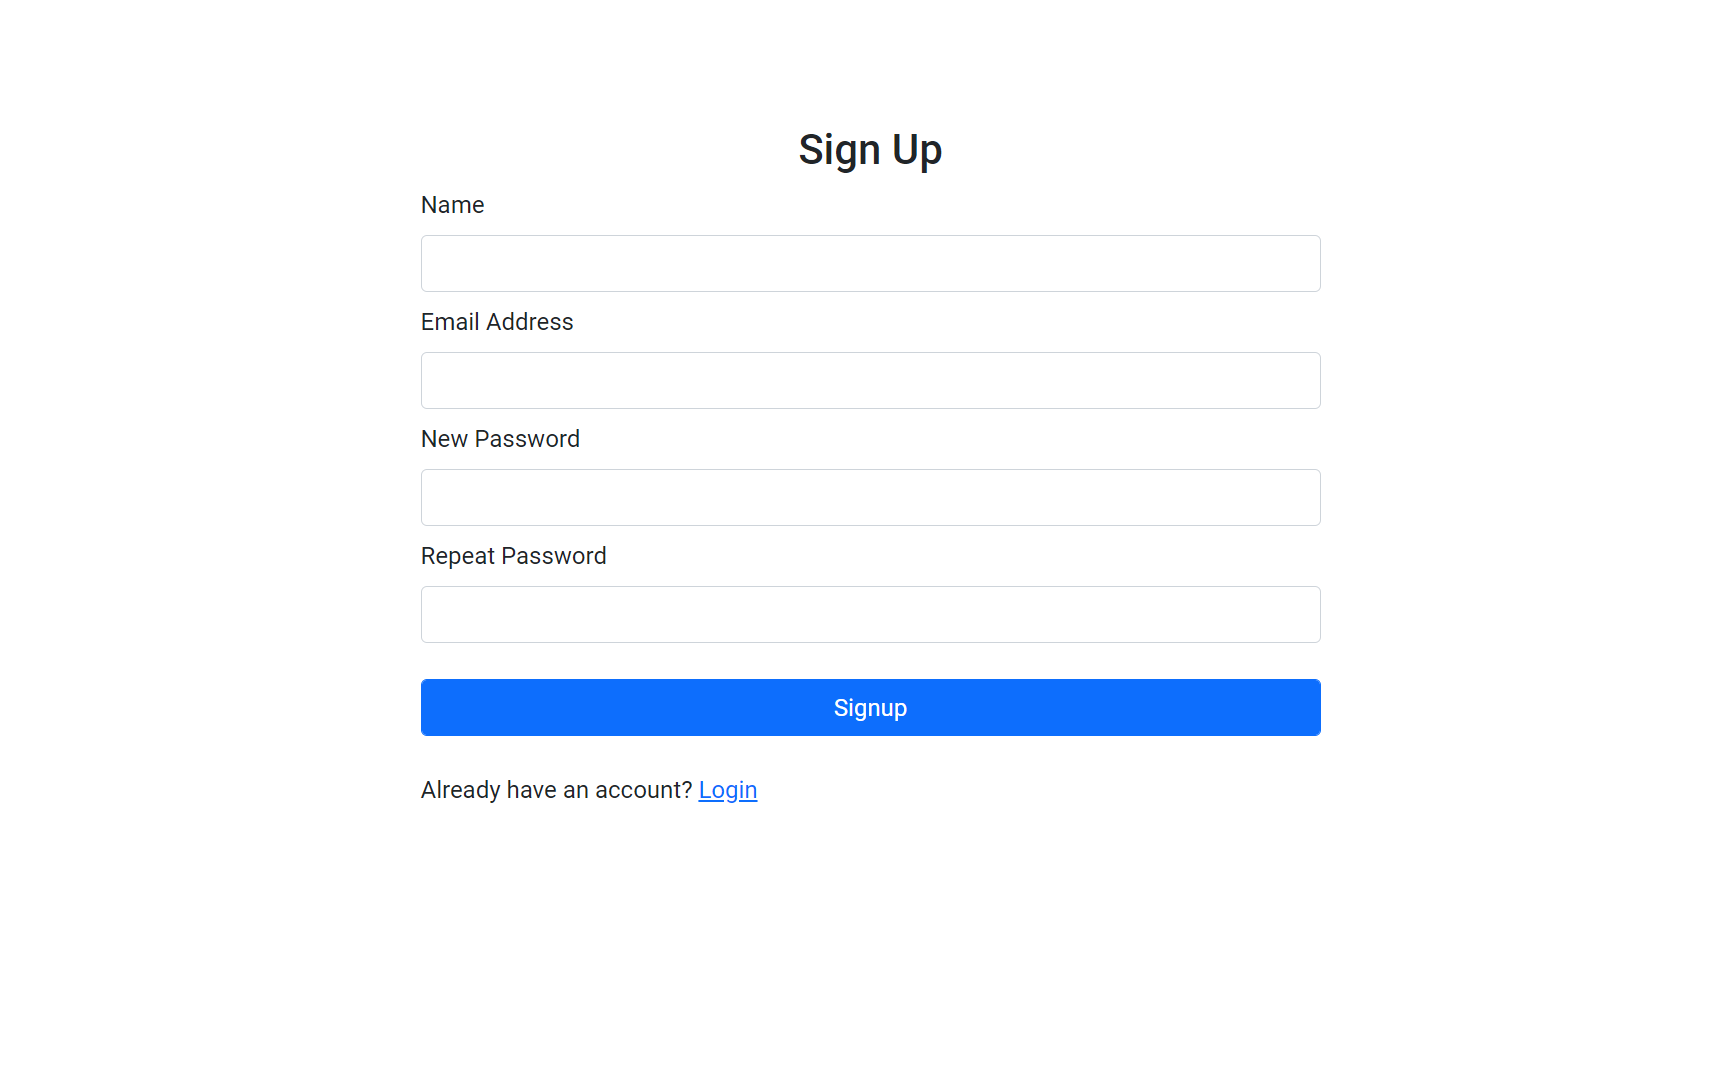 Sign Up
Name
Email Address
New Password
Repeat Password
Signup
Already have an account? Login